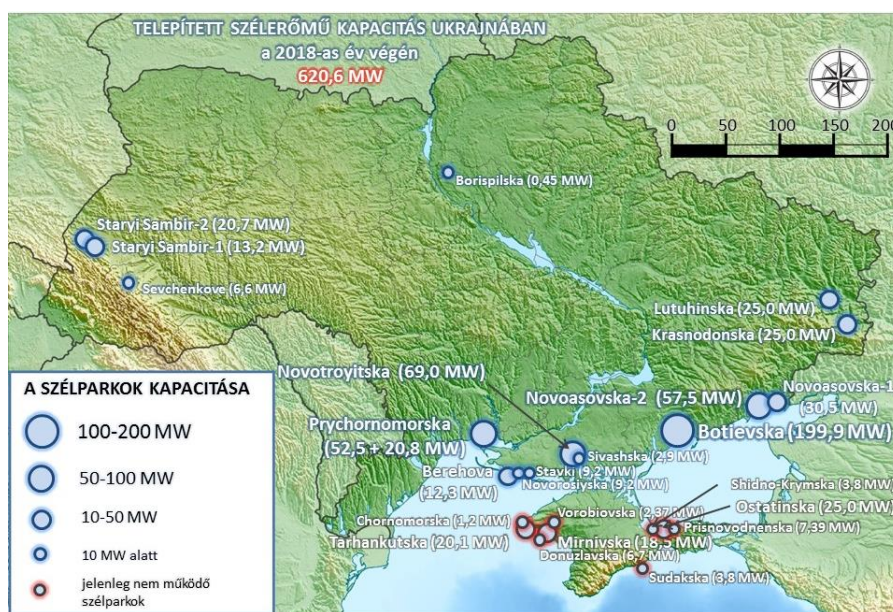 TELEPÍTETT SZÉLERŐMŰ KAPACITÁS UKRAJNÁBAN
a 2018-as év végén
620,6 MW
0 50 100 150 200
Borispilska (0,45 MW)
Staryi Sambir-2 (20,7 MW)
Staryi Sambir-1 (13,2 MW)
Sevchenkove (6,6 MW)
Lutuhinska (25,0 MW)
Krasnodonska (25,0 MW)
Novotroyitska (69,0 MW)
Novoasovska-2 (57,5 MW)
Novoasovska-1
(30,5 MW)
Prychornomorska
(52,5 + 20,8 MW)
Botievska (199,9 MW)
Sivashska (2,9 MW)
Berehova
(12,3 MW)
Stavki (9,2 MW)
Novorosiyska (9,2 MW)
Shidno-Krymska (3,8 MW)
Ostatinska (25,0 MW)
Chornomorska (1,2 MW)
Vorobiovska (2,37 MW)
Prisnovodnenska (7,39 MW)
Tarhankutska (20,1 MW)
Mirnivska (18,5 MW)
Donuzlavska (6,7 MW)
Sudakska (3,8 MW)
A SZÉLPARKOK KAPACITÁSA
100-200 MW
50-100 MW
10-50 MW
10 MW alatt
jelenleg nem működő
szélparkok